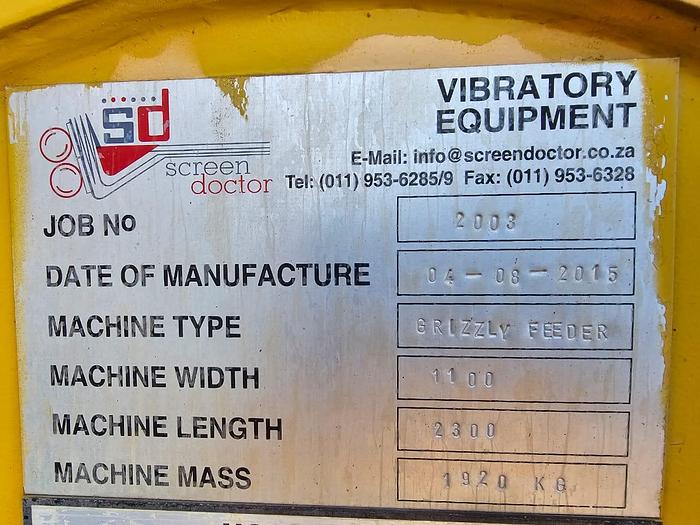 sd
screen
doctor
VIBRATORY
EQUIPMENT
E-Mail: info@screendoctor.co.za
Tel: (011) 953-6285/9 Fax: (011) 953-6328
JOB No 2003
DATE OF MANUFACTURE 04-08-2015
MACHINE TYPE GRIZZLY FEEDER
MACHINE WIDTH 1100
MACHINE LENGTH 2300
MACHINE MASS 1920 KG